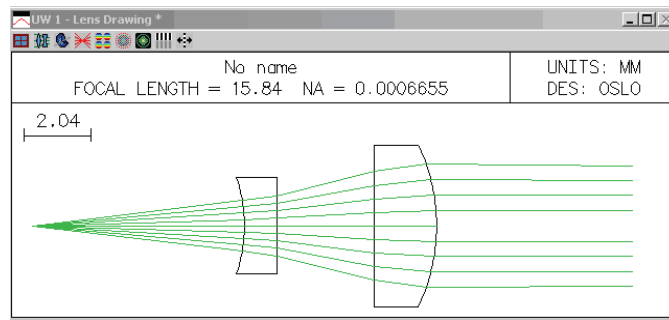 UW 1 - Lens Drawing *
No name
FOCAL LENGTH = 15.84 NA = 0.0006655
UNITS: MM
DES: OSLO
2.04